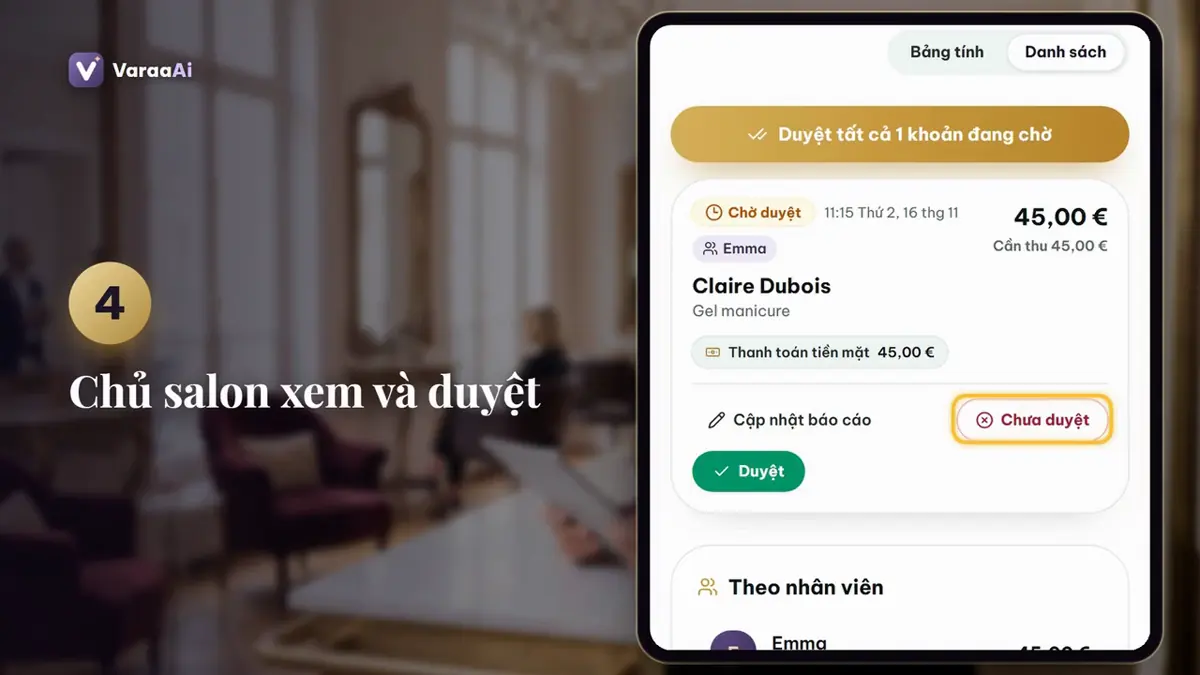 VaraaAi
4
Chủ salon xem và duyệt
Bảng tính
Danh sách
Duyệt tất cả 1 khoản đang chờ
Chờ duyệt
11:15 Thứ 2, 16 thg 11
45,00 €
Cần thu 45,00 €
Emma
Claire Dubois
Gel manicure
Thanh toán tiền mặt 45,00 €
Cập nhật báo cáo
Chưa duyệt
Duyệt
Theo nhân viên
Emma